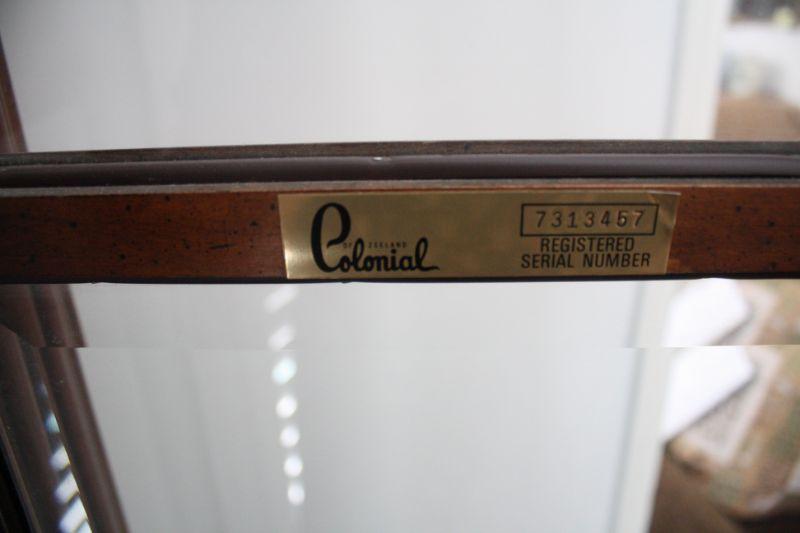 Colonial
OF ZEELAND
7313457
REGISTERED
SERIAL NUMBER